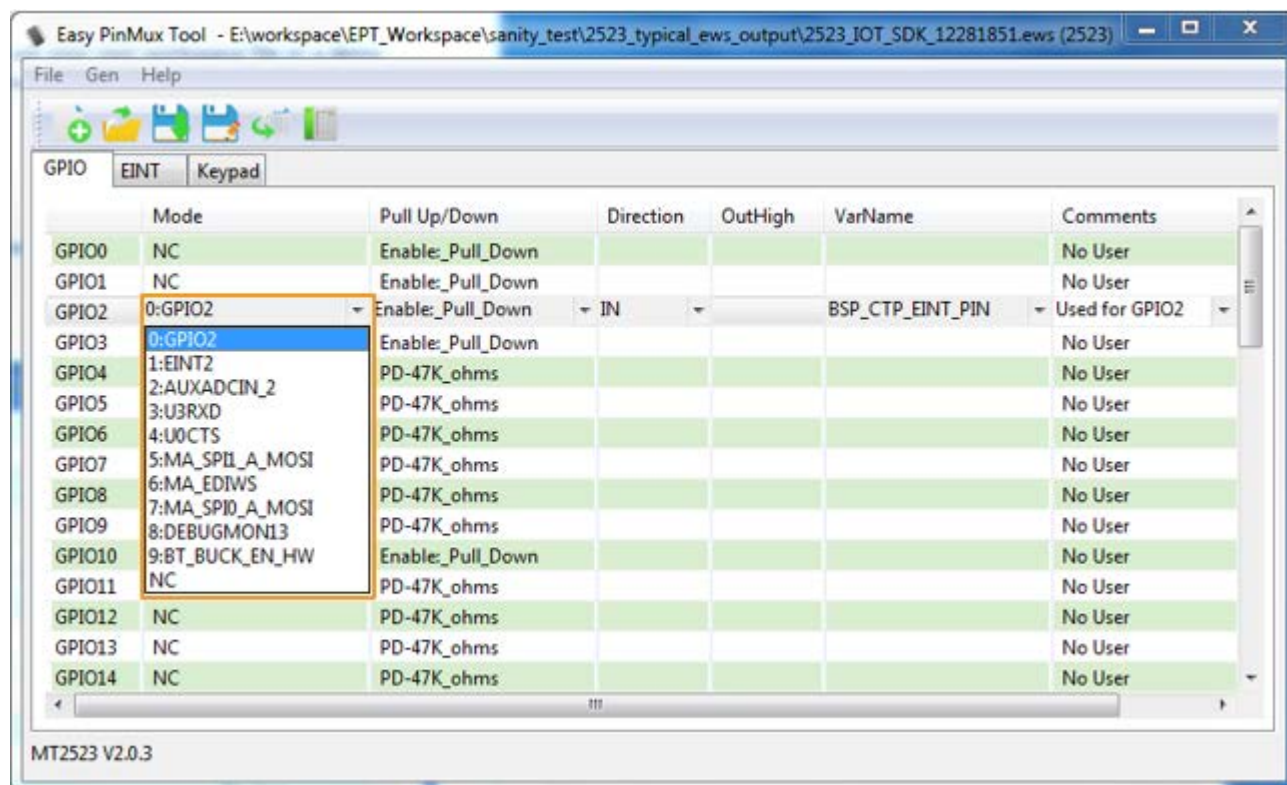 Easy PinMux Tool - E:\workspace\EPT_Workspace\sanity_test\2523_typical_ews_output\2523_IOT_SDK_12281851.ews (2523)
File Gen Help
GPIO EINT Keypad
Mode Pull Up/Down Direction OutHigh VarName Comments
GPIO0 NC Enable:_Pull_Down No User
GPIO1 NC Enable:_Pull_Down No User
GPIO2 0:GPIO2 Enable:_Pull_Down IN BSP_CTP_EINT_PIN Used for GPIO2
GPIO3 Enable:_Pull_Down No User
GPIO4 PD-47K_ohms No User
GPIO5 PD-47K_ohms No User
GPIO6 PD-47K_ohms No User
GPIO7 PD-47K_ohms No User
GPIO8 PD-47K_ohms No User
GPIO9 PD-47K_ohms No User
GPIO10 Enable:_Pull_Down No User
GPIO11 PD-47K_ohms No User
0:GPIO2
1:EINT2
2:AUXADCIN_2
3:U3RXD
4:U0CTS
5:MA_SPI1_A_MOSI
6:MA_EDIWS
7:MA_SPI0_A_MOSI
8:DEBUGMON13
9:BT_BUCK_EN_HW
NC
GPIO12 NC PD-47K_ohms No User
GPIO13 NC PD-47K_ohms No User
GPIO14 NC PD-47K_ohms No User
MT2523 V2.0.3